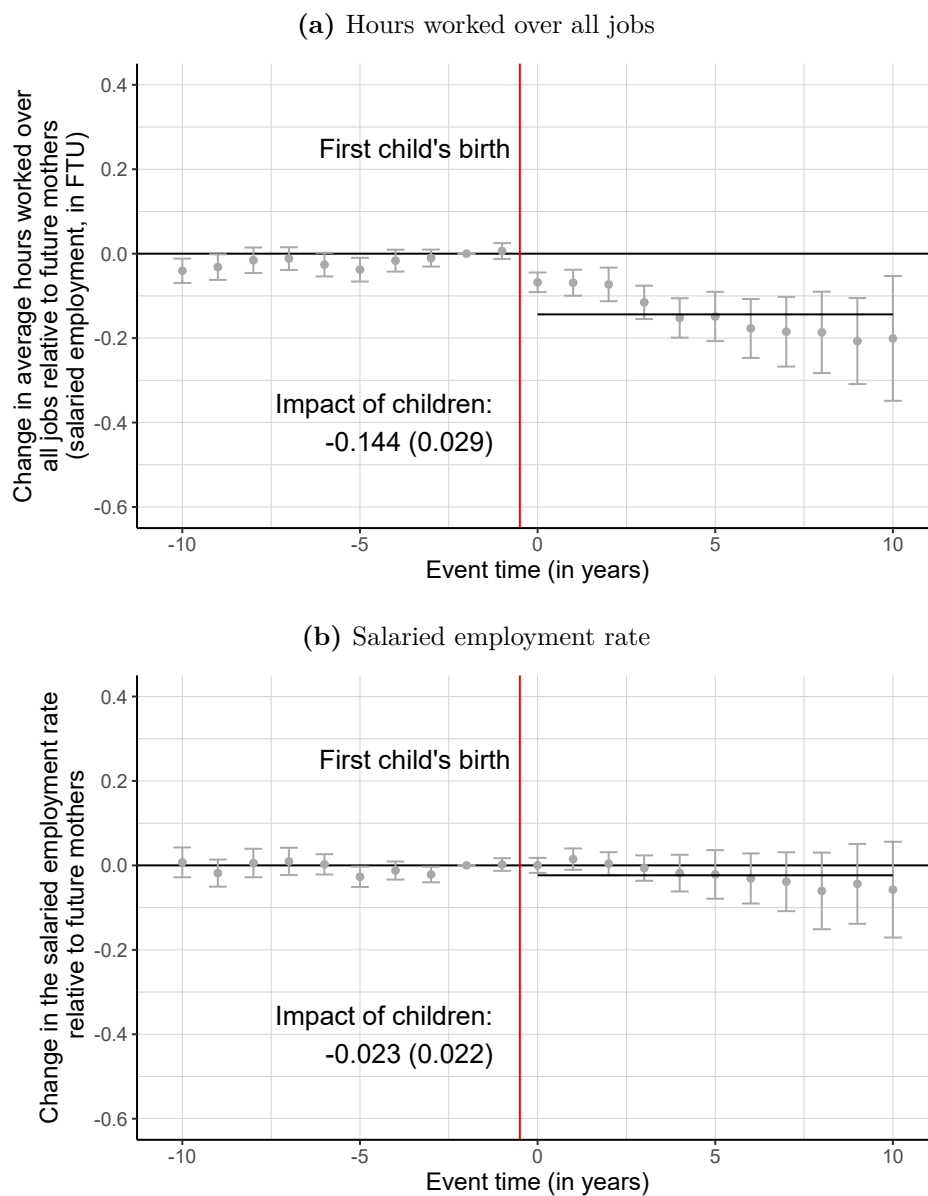 (a) Hours worked over all jobs
Change in average hours worked over
all jobs relative to future mothers
(salaried employment, in FTU)
0.4
0.2
0.0
-0.2
-0.4
-0.6
First child's birth
Impact of children:
-0.144 (0.029)
-10
-5
0
5
10
Event time (in years)
(b) Salaried employment rate
Change in the salaried employment rate
relative to future mothers
0.4
0.2
0.0
-0.2
-0.4
-0.6
First child's birth
Impact of children:
-0.023 (0.022)
-10
-5
0
5
10
Event time (in years)